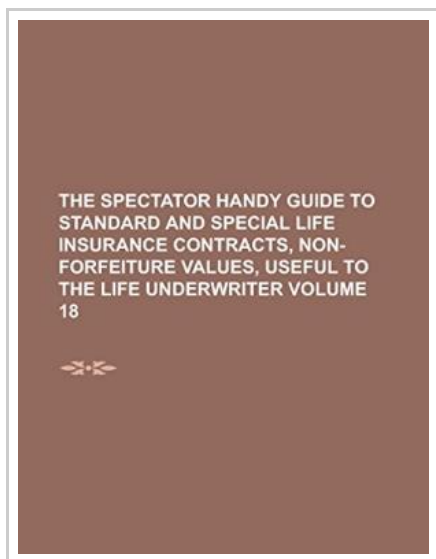 THE SPECTATOR HANDY GUIDE TO
STANDARD AND SPECIAL LIFE
INSURANCE CONTRACTS, NON-
FORFEITURE VALUES, USEFUL TO
THE LIFE UNDERWRITER VOLUME
18